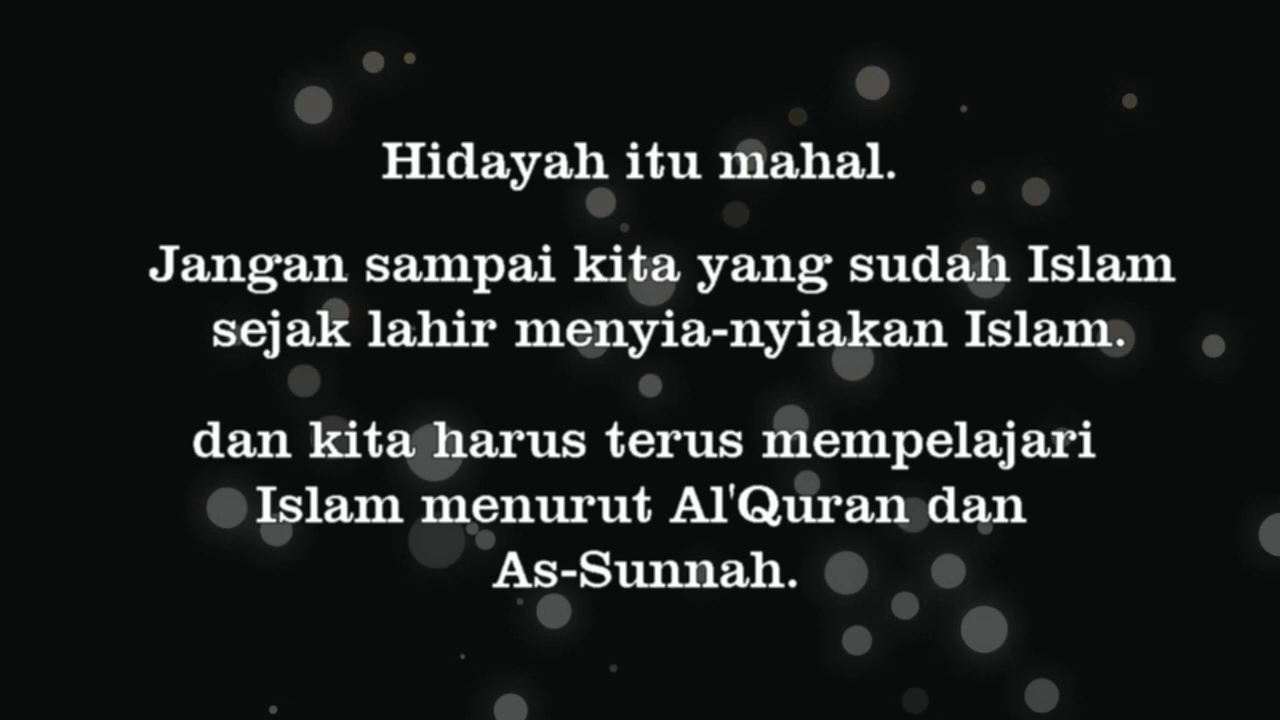 Hidayah itu mahal.
Jangan sampai kita yang sudah Islam
sejak lahir menyia-nyiakan Islam.
dan kita harus terus mempelajari
Islam menurut Al'Quran dan
As-Sunnah.